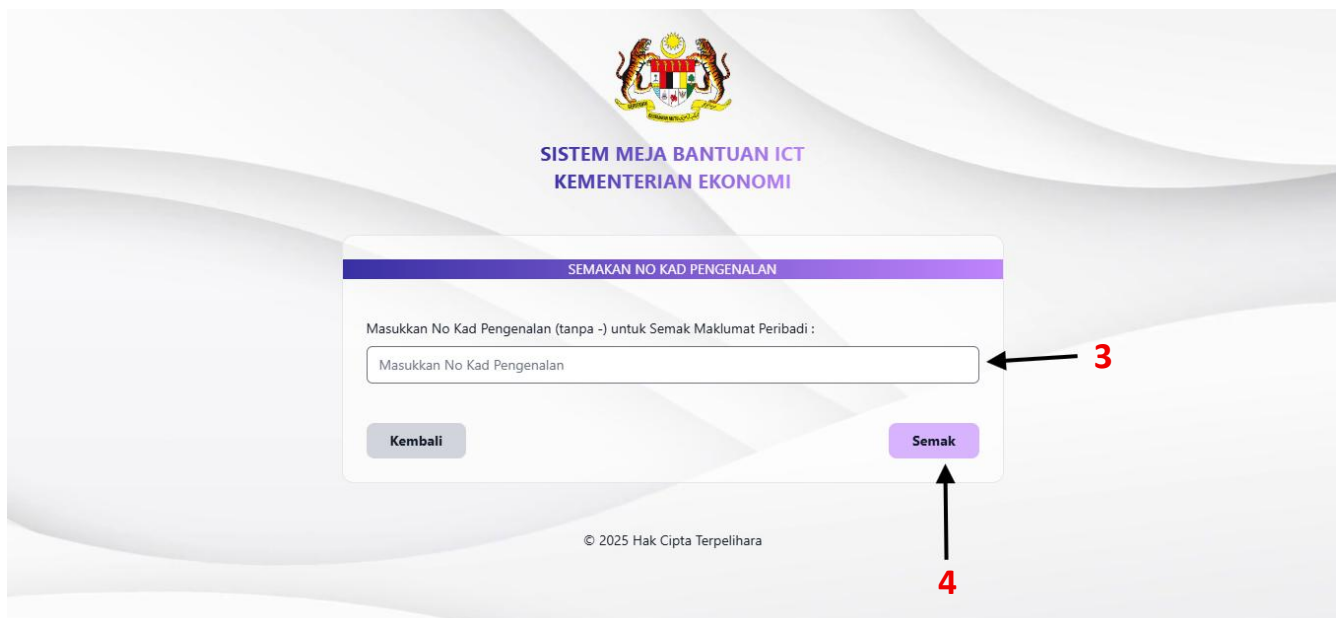 SISTEM MEJA BANTUAN ICT
KEMENTERIAN EKONOMI
SEMAKAN NO KAD PENGENALAN
Masukkan No Kad Pengenalan (tanpa -) untuk Semak Maklumat Peribadi :
Masukkan No Kad Pengenalan
3
Kembali
Semak
© 2025 Hak Cipta Terpelihara
4